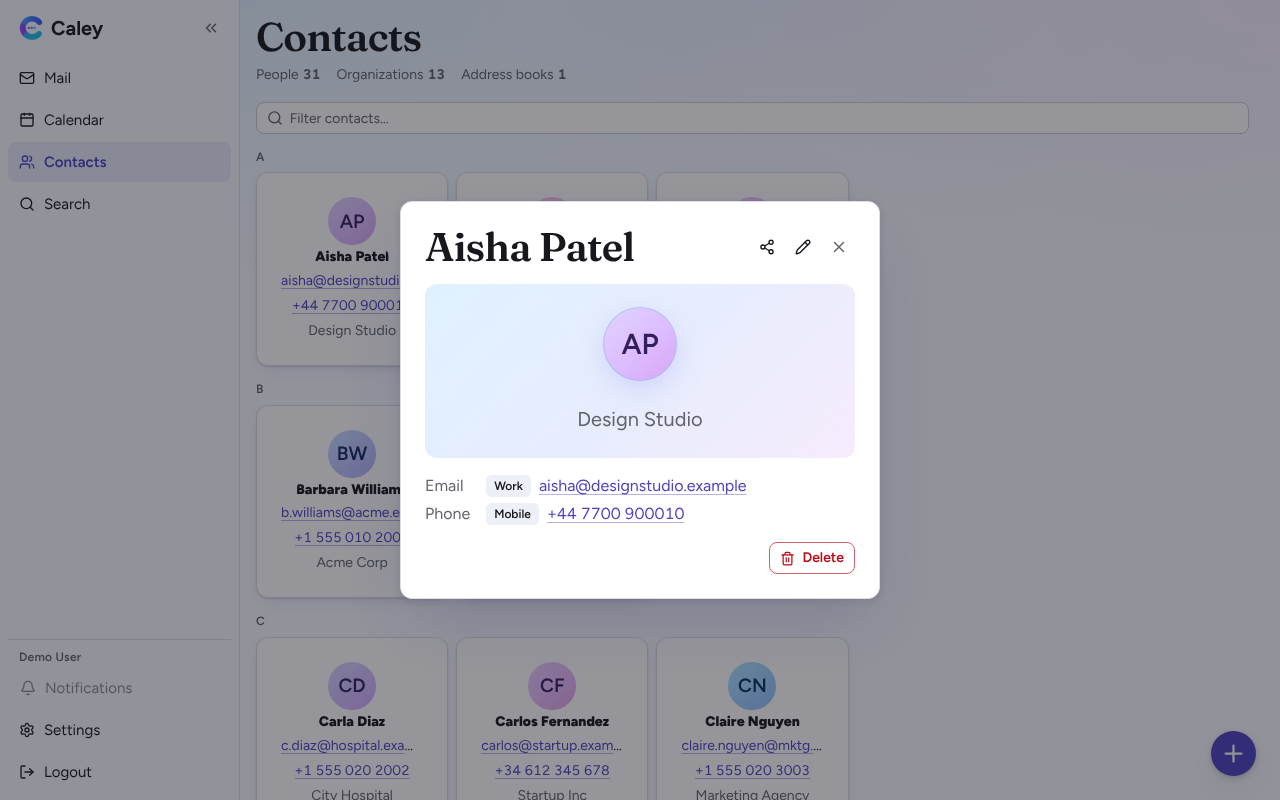 Caley
Mail
Calendar
Contacts
Search
Demo User
Notifications
Settings
Logout
Contacts
People 31 Organizations 13 Address books 1
Filter contacts...
A
AP
Aisha Patel
aisha@designstudi
+44 7700 90001
Design Studio
B
BW
Barbara William
b.williams@acme.e
+1 555 010 200
Acme Corp
C
CD
Carla Diaz
c.diaz@hospital.exa...
+1 555 020 2002
City Hospital
CF
Carlos Fernandez
carlos@startup.exam...
+34 612 345 678
Startup Inc
CN
Claire Nguyen
claire.nguyen@mktg....
+1 555 020 3003
Marketing Agency
Aisha Patel
AP
Design Studio
Email Work aisha@designstudio.example
Phone Mobile +44 7700 900010
Delete